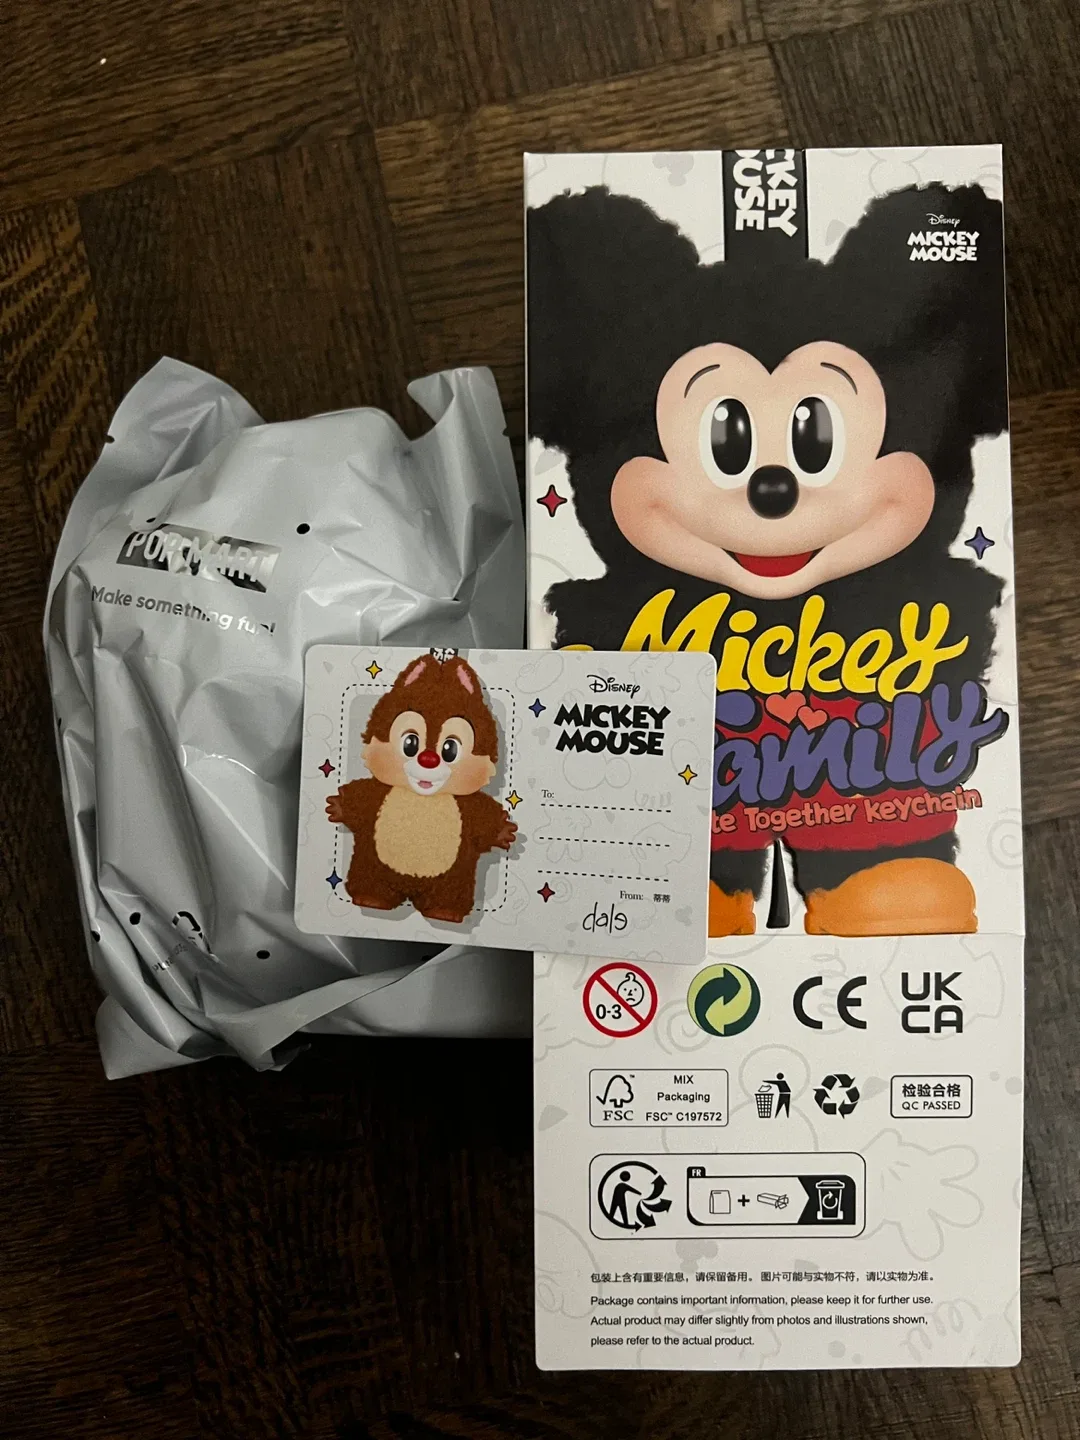 CKEY
OUSE
Disney
MICKEY
MOUSE
Mickey
Family
te Together Keychain
POP MART
Make something fun!
Disney
MICKEY
MOUSE
To:
From: 蒂蒂
dale
0-3
CE
UK
CA
FSC
MIX
Packaging
FSC™ C197572
检验合格
QC PASSED
FR
+
包装上含有重要信息，请保留备用。图片可能与实物不符，请以实物为准。
Package contains important information, please keep it for further use.
Actual product may differ slightly from photos and illustrations shown,
please refer to the actual product.